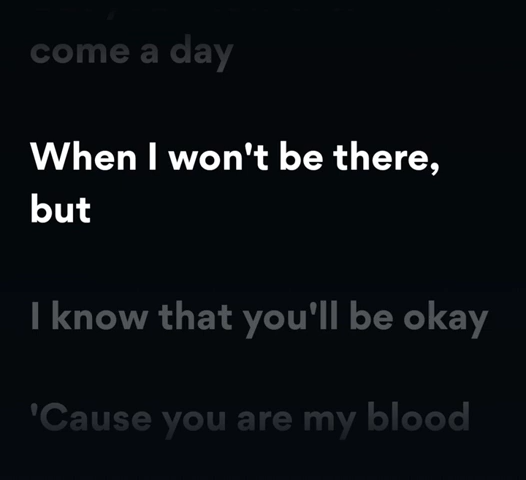 come a day
When I won't be there,
but
I know that you'll be okay
'Cause you are my blood